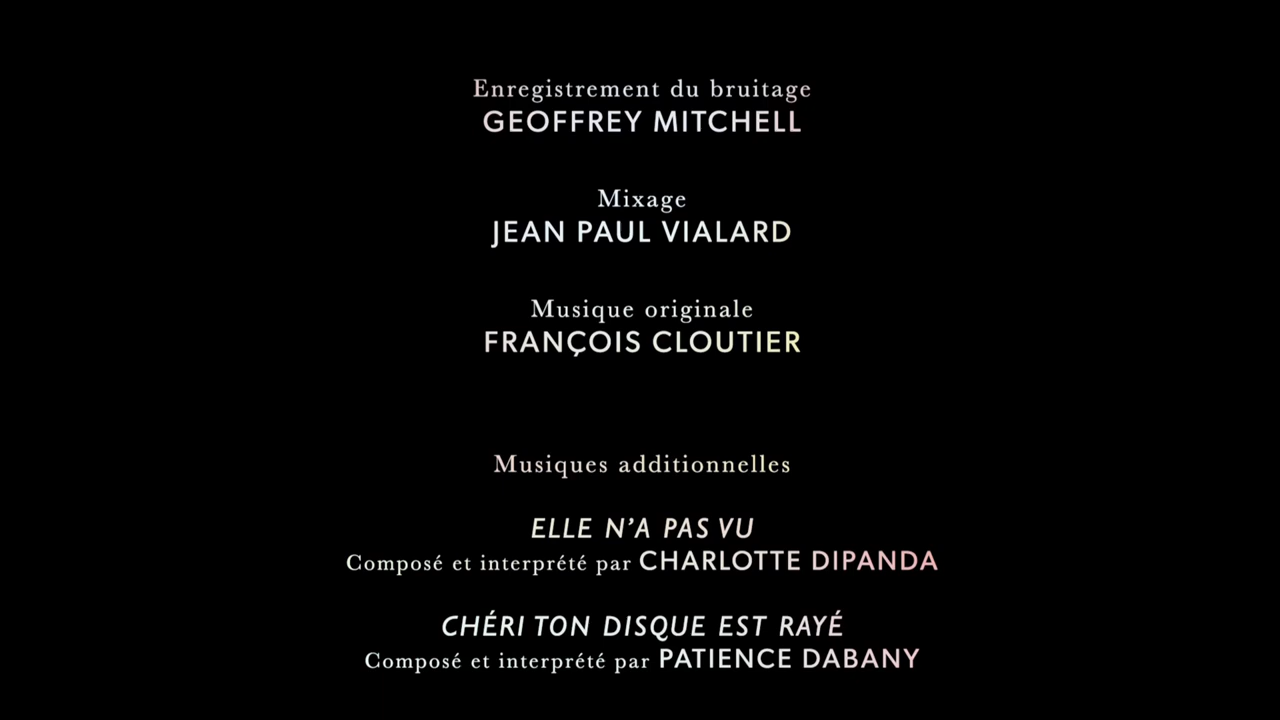 Enregistrement du bruitage
GEOFFREY MITCHELL
Mixage
JEAN PAUL VIALARD
Musique originale
FRANÇOIS CLOUTIER
Musiques additionnelles
ELLE N’A PAS VU
Composé et interprété par CHARLOTTE DIPANDA
CHÉRI TON DISQUE EST RAYÉ
Composé et interprété par PATIENCE DABANY